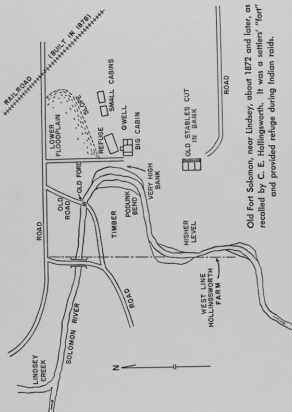 RAILROAD
(BUILT IN 1878)
LOWER
FLOODPLAIN
SLOPE
REFUGE
SMALL CABINS
WELL
BIG CABIN
OLD STABLES CUT
IN BANK
ROAD
ROAD
OLD
ROAD
OLD FORD
TIMBER
PODUNK
BEND
VERY HIGH
BANK
HIGHER
LEVEL
WEST LINE
HOLLINGSWORTH
FARM
ROAD
SOLOMON RIVER
LINDSEY
CREEK
N
Old Fort Solomon, near Lindsey, about 1872 and later, as
recalled by C. E. Hollingsworth. It was a settlers' "fort"
and provided refuge during Indian raids.